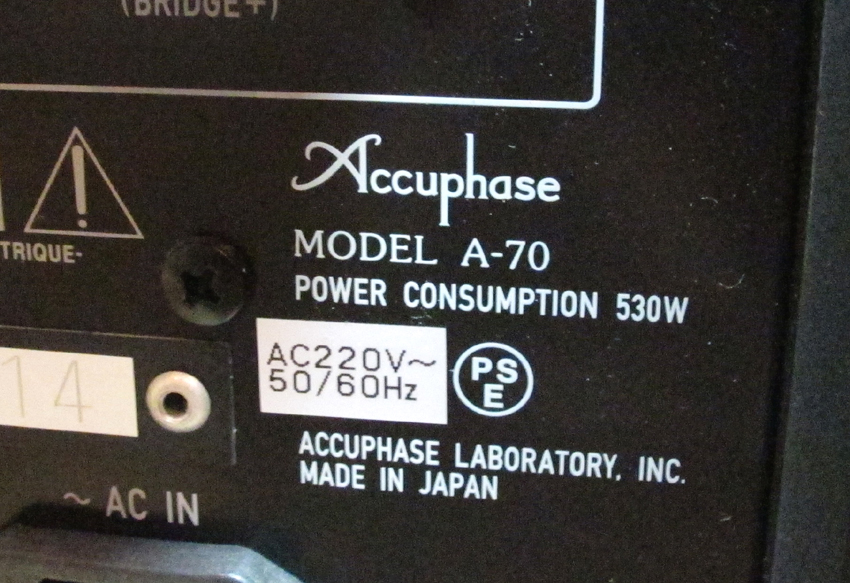 (BRIDGE+)
Accuphase
MODEL A-70
TRIQUE-
POWER CONSUMPTION 530W
AC220V~
50/60Hz
PS
E
14
ACCUPHASE LABORATORY, INC.
MADE IN JAPAN
~ AC IN